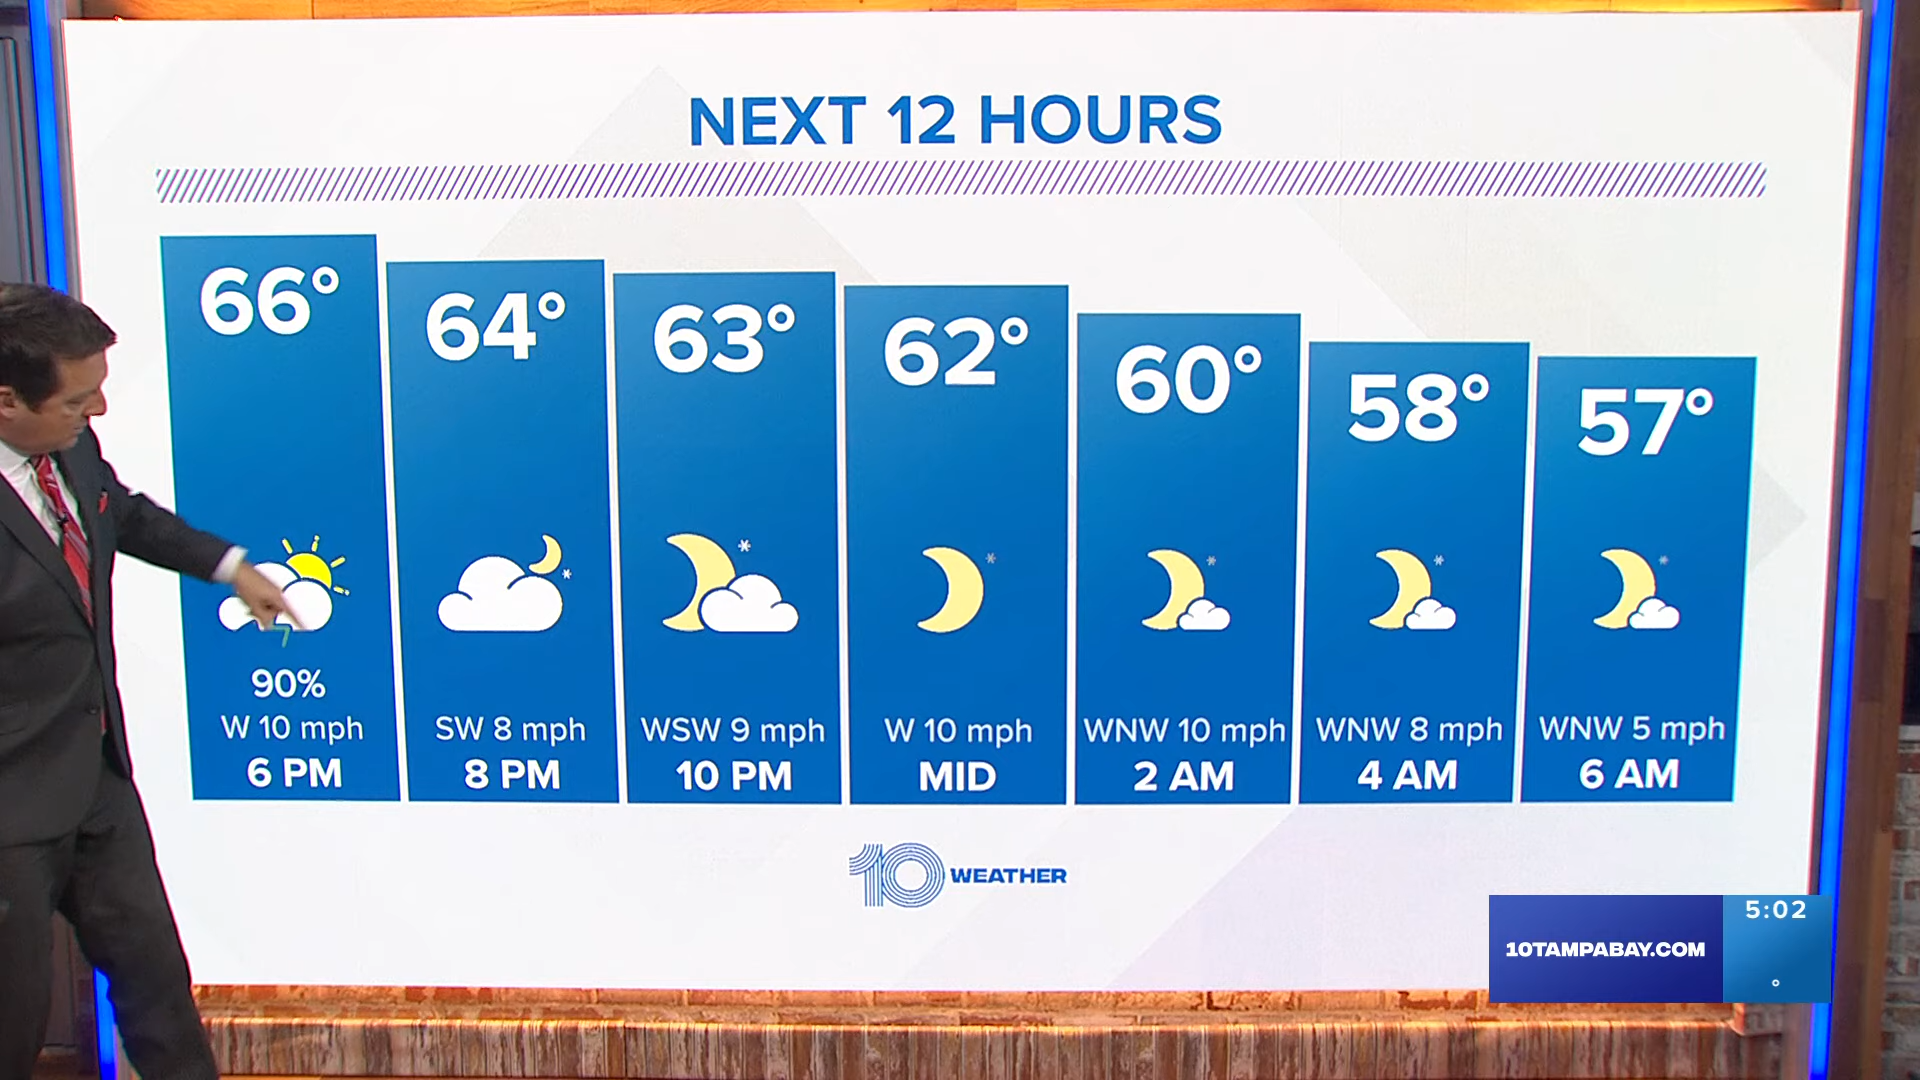 NEXT 12 HOURS
66° 64° 63° 62° 60° 58° 57°
90%
W 10 mph SW 8 mph WSW 9 mph W 10 mph WNW 10 mph WNW 8 mph WNW 5 mph
6 PM 8 PM 10 PM MID 2 AM 4 AM 6 AM
10 WEATHER
5:02
10TAMPABAY.COM
°